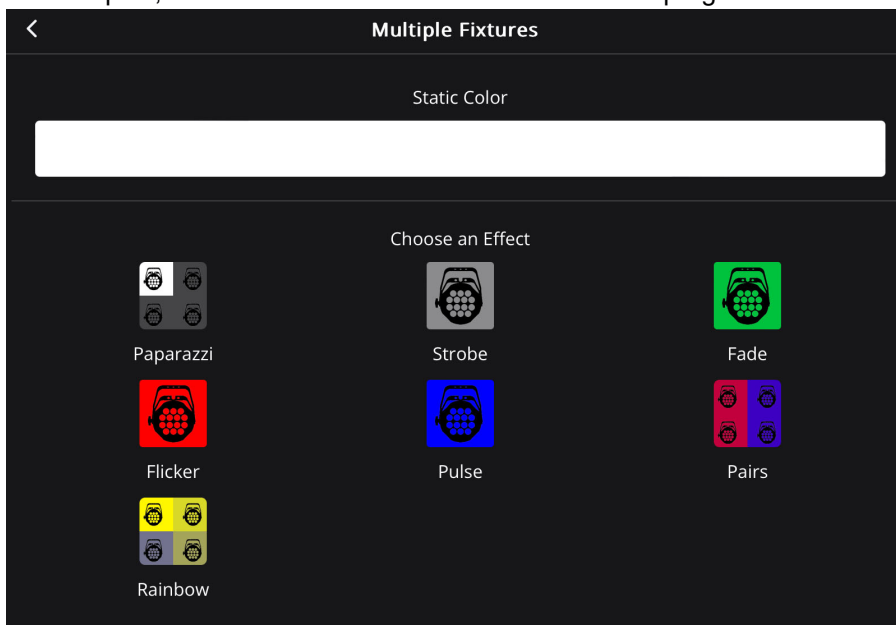 Multiple Fixtures
Static Color
Choose an Effect
Paparazzi Strobe Fade
Flicker Pulse Pairs
Rainbow